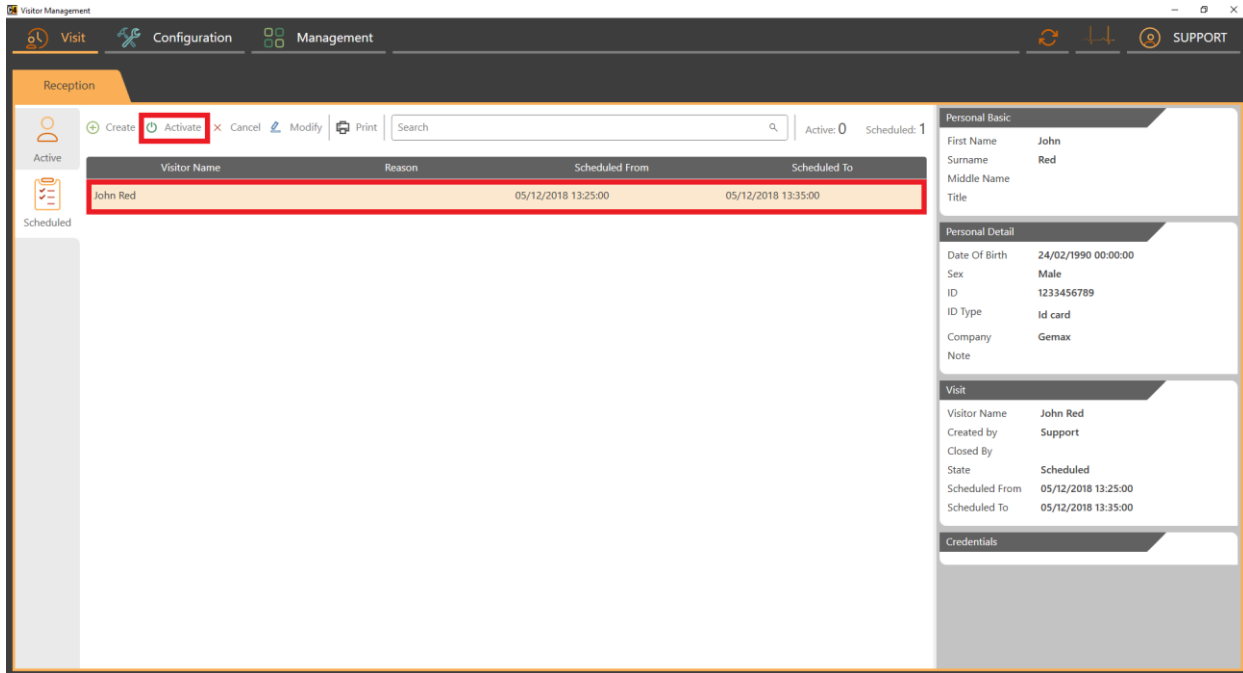 Visitor Management
Visit Configuration Management SUPPORT
Reception
Create Activate Cancel Modify Print Search Active: 0 Scheduled: 1
Active
Scheduled
Visitor Name Reason Scheduled From Scheduled To
John Red 05/12/2018 13:25:00 05/12/2018 13:35:00
Personal Basic
First Name John
Surname Red
Middle Name
Title
Personal Detail
Date Of Birth 24/02/1990 00:00:00
Sex Male
ID 1233456789
ID Type Id card
Company Gemax
Note
Visit
Visitor Name John Red
Created by Support
Closed By
State Scheduled
Scheduled From 05/12/2018 13:25:00
Scheduled To 05/12/2018 13:35:00
Credentials